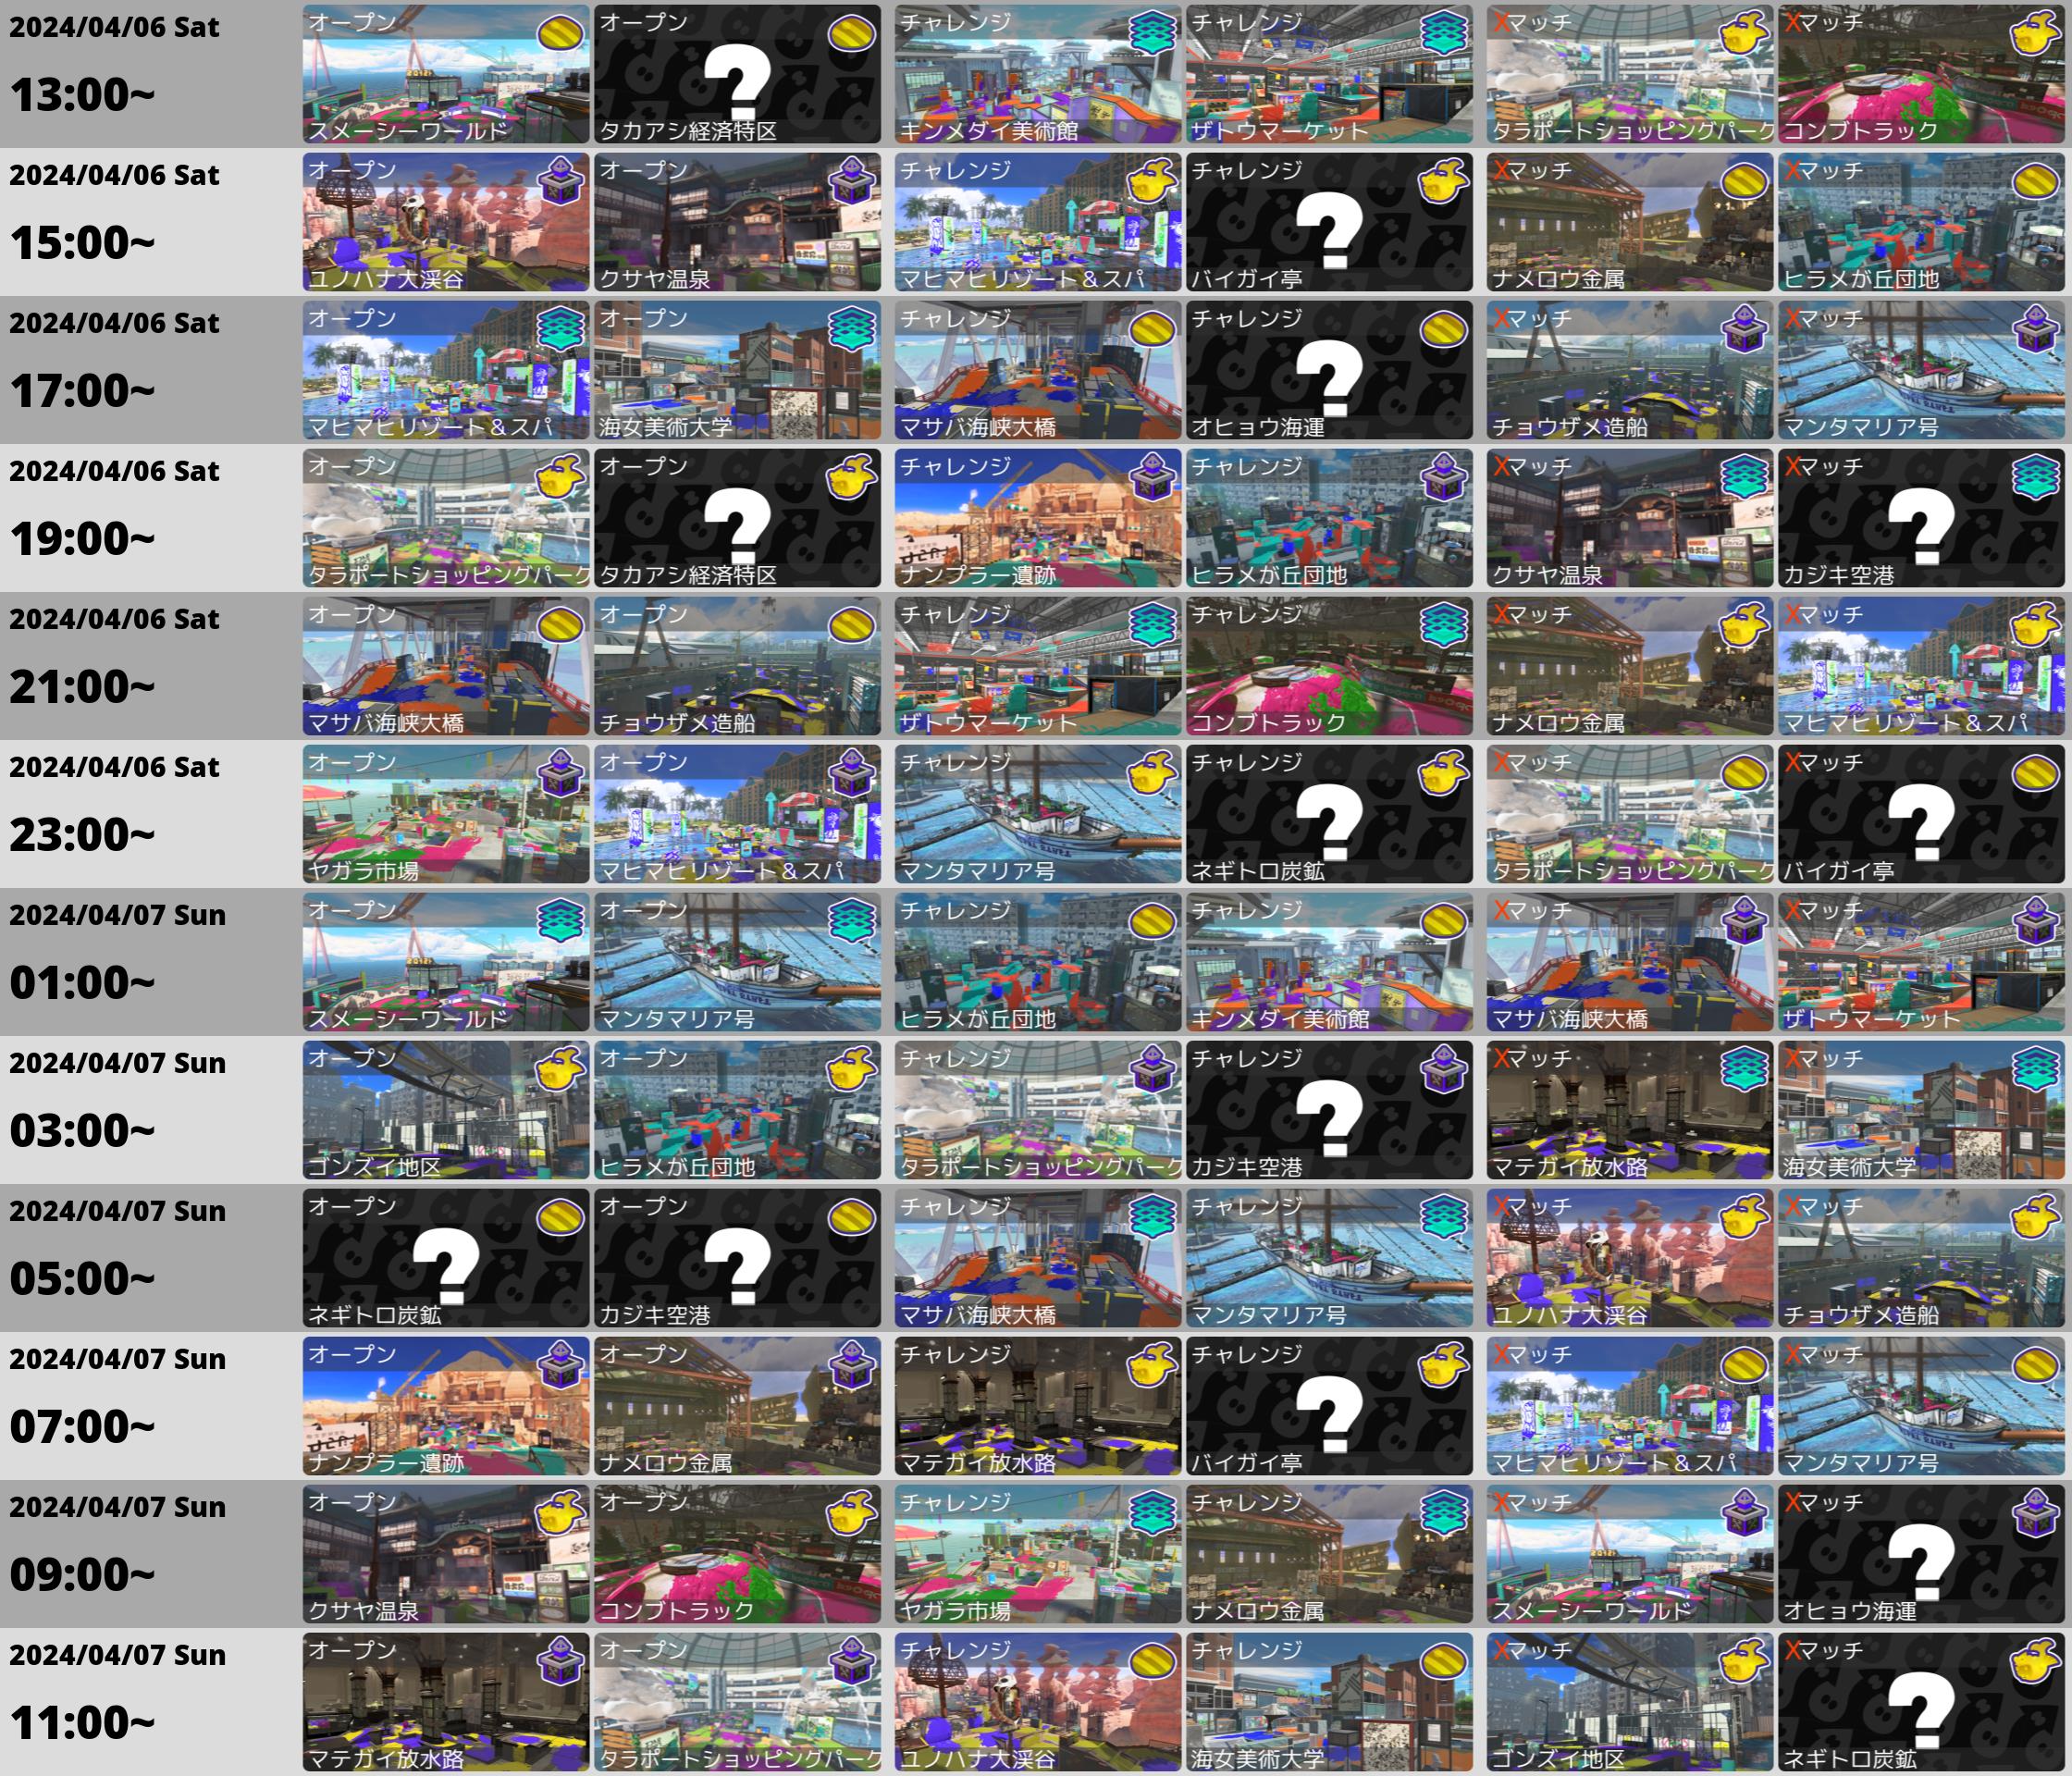 2024/04/06 Sat
13:00~
オープン
スメーシーワールド
オープン
タカアシ経済特区
チャレンジ
キンメダイ美術館
チャレンジ
ザトウマーケット
Xマッチ
タラポートショッピングパーク
Xマッチ
コンブトラック
2024/04/06 Sat
15:00~
オープン
ユノハナ大渓谷
オープン
クサヤ温泉
チャレンジ
マヒマヒリゾート＆スパ
チャレンジ
バイガイ亭
Xマッチ
ナメロウ金属
Xマッチ
ヒラメが丘団地
2024/04/06 Sat
17:00~
オープン
マヒマヒリゾート＆スパ
オープン
海女美術大学
チャレンジ
マサバ海峡大橋
チャレンジ
オヒョウ海運
Xマッチ
チョウザメ造船
Xマッチ
マンタマリア号
2024/04/06 Sat
19:00~
オープン
タラポートショッピングパーク
オープン
タカアシ経済特区
チャレンジ
ナンプラー遺跡
チャレンジ
ヒラメが丘団地
Xマッチ
クサヤ温泉
Xマッチ
カジキ空港
2024/04/06 Sat
21:00~
オープン
マサバ海峡大橋
オープン
チョウザメ造船
チャレンジ
ザトウマーケット
チャレンジ
コンブトラック
Xマッチ
ナメロウ金属
Xマッチ
マヒマヒリゾート＆スパ
2024/04/06 Sat
23:00~
オープン
ヤガラ市場
オープン
マヒマヒリゾート＆スパ
チャレンジ
マンタマリア号
チャレンジ
ネギトロ炭鉱
Xマッチ
タラポートショッピングパーク
Xマッチ
バイガイ亭
2024/04/07 Sun
01:00~
オープン
スメーシーワールド
オープン
マンタマリア号
チャレンジ
ヒラメが丘団地
チャレンジ
キンメダイ美術館
Xマッチ
マサバ海峡大橋
Xマッチ
ザトウマーケット
2024/04/07 Sun
03:00~
オープン
ゴンズイ地区
オープン
ヒラメが丘団地
チャレンジ
タラポートショッピングパーク
チャレンジ
カジキ空港
Xマッチ
マテガイ放水路
Xマッチ
海女美術大学
2024/04/07 Sun
05:00~
オープン
ネギトロ炭鉱
オープン
カジキ空港
チャレンジ
マサバ海峡大橋
チャレンジ
マンタマリア号
Xマッチ
ユノハナ大渓谷
Xマッチ
チョウザメ造船
2024/04/07 Sun
07:00~
オープン
ナンプラー遺跡
オープン
ナメロウ金属
チャレンジ
マテガイ放水路
チャレンジ
バイガイ亭
Xマッチ
マヒマヒリゾート＆スパ
Xマッチ
マンタマリア号
2024/04/07 Sun
09:00~
オープン
クサヤ温泉
オープン
コンブトラック
チャレンジ
ヤガラ市場
チャレンジ
ナメロウ金属
Xマッチ
スメーシーワールド
Xマッチ
オヒョウ海運
2024/04/07 Sun
11:00~
オープン
マテガイ放水路
オープン
タラポートショッピングパーク
チャレンジ
ユノハナ大渓谷
チャレンジ
海女美術大学
Xマッチ
ゴンズイ地区
Xマッチ
ネギトロ炭鉱